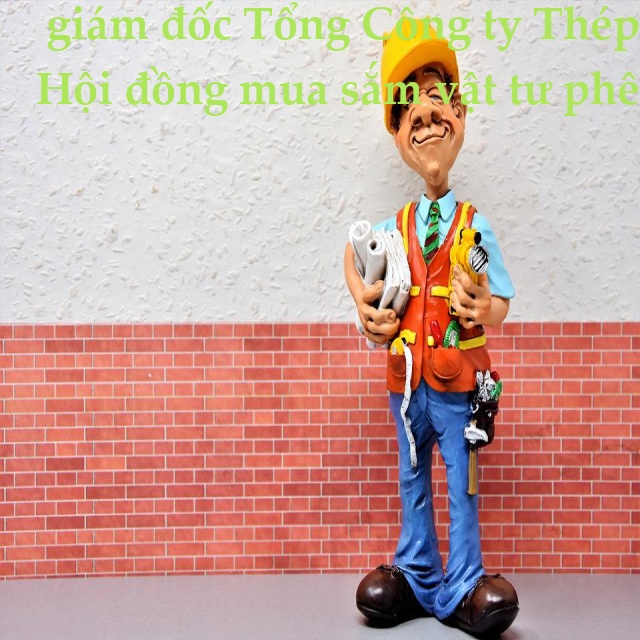 giám đốc Tổng Công ty Thép
Hội đồng mua sắm vật tư phê